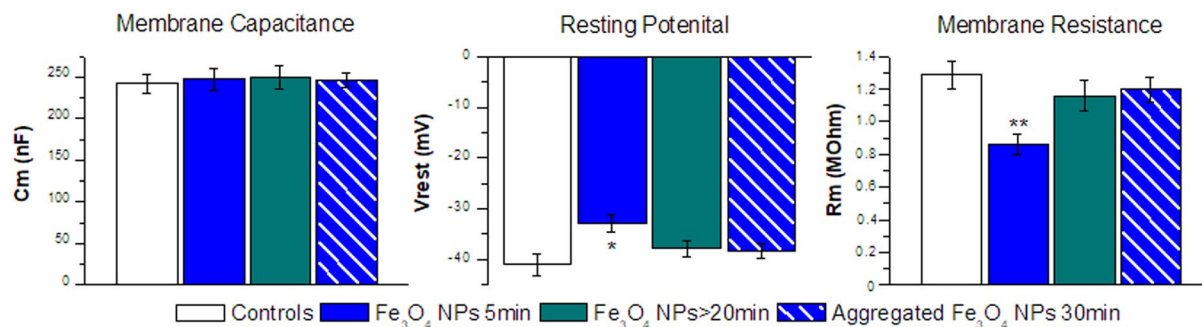 Membrane Capacitance
Resting Potenital
Membrane Resistance
Cm (nF)
250
200
150
100
50
0
Vrest (mV)
0
-10
-20
-30
-40
*
Rm (MOhm)
1.4
1.2
1.0
0.8
0.6
0.4
0.2
0
**
Controls
Fe₃O₄ NPs 5min
Fe₃O₄ NPs>20min
Aggregated Fe₃O₄ NPs 30min